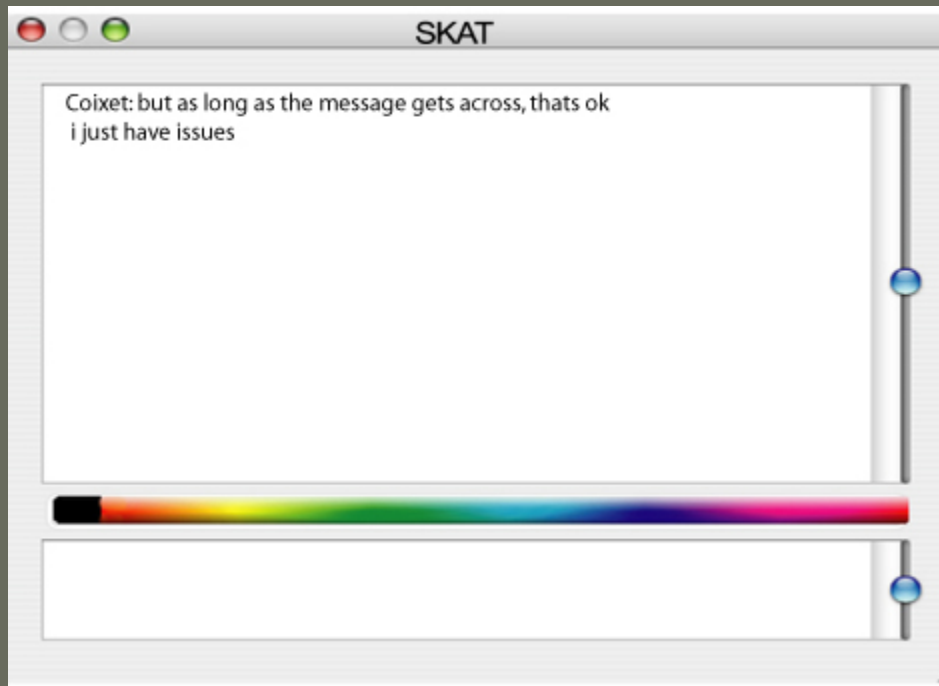 SKAT
Coixet: but as long as the message gets across, thats ok
i just have issues